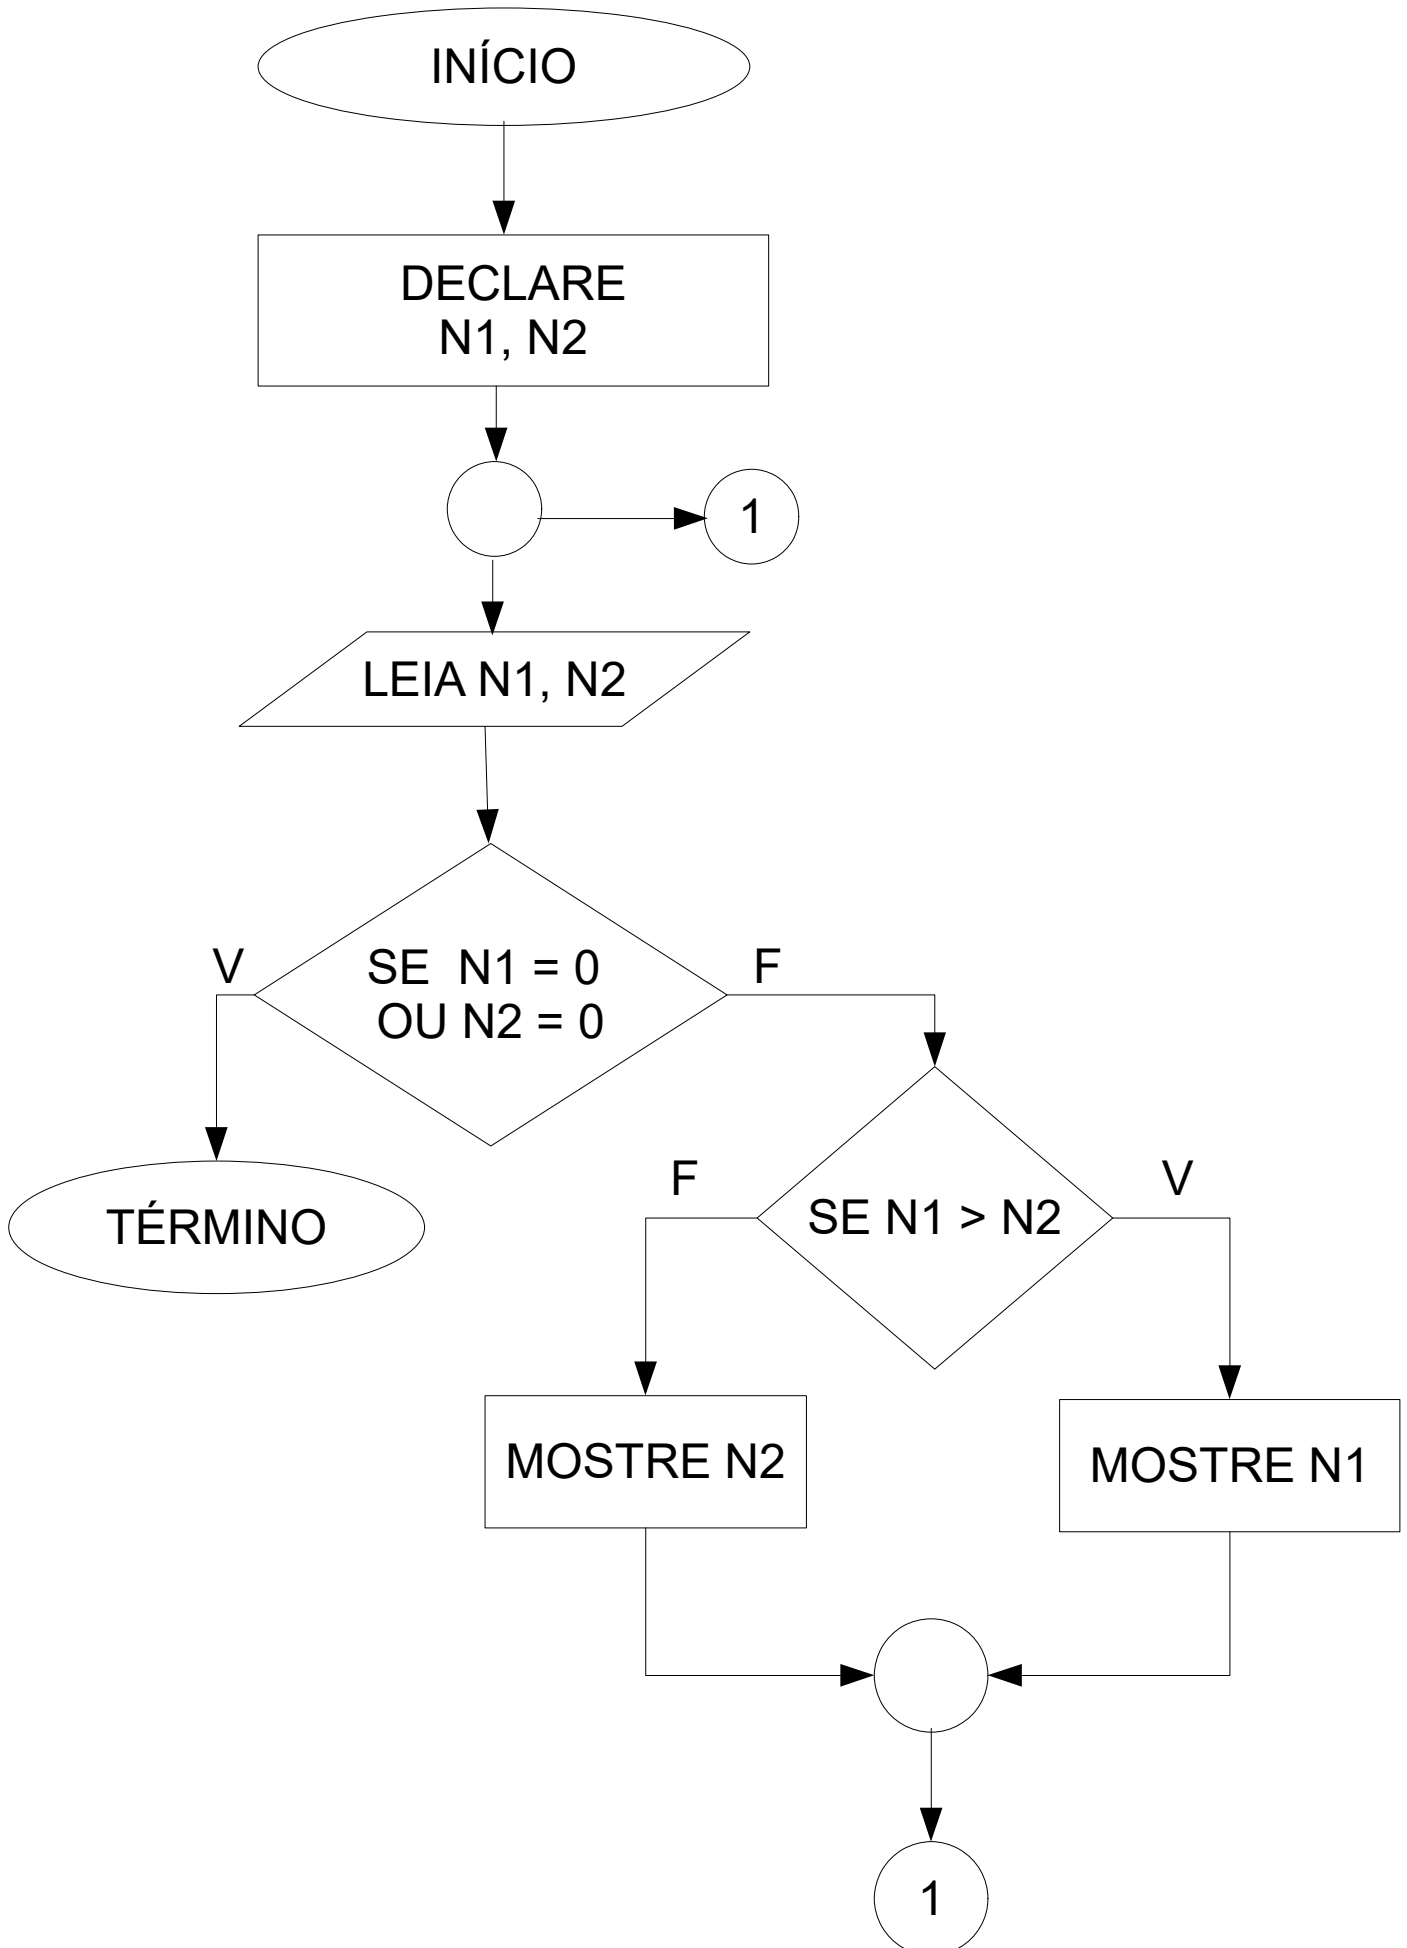 INÍCIO
DECLARE
N1, N2
1
LEIA N1, N2
V
SE N1 = 0
OU N2 = 0
F
TÉRMINO
F
SE N1 > N2
V
MOSTRE N2
MOSTRE N1
1